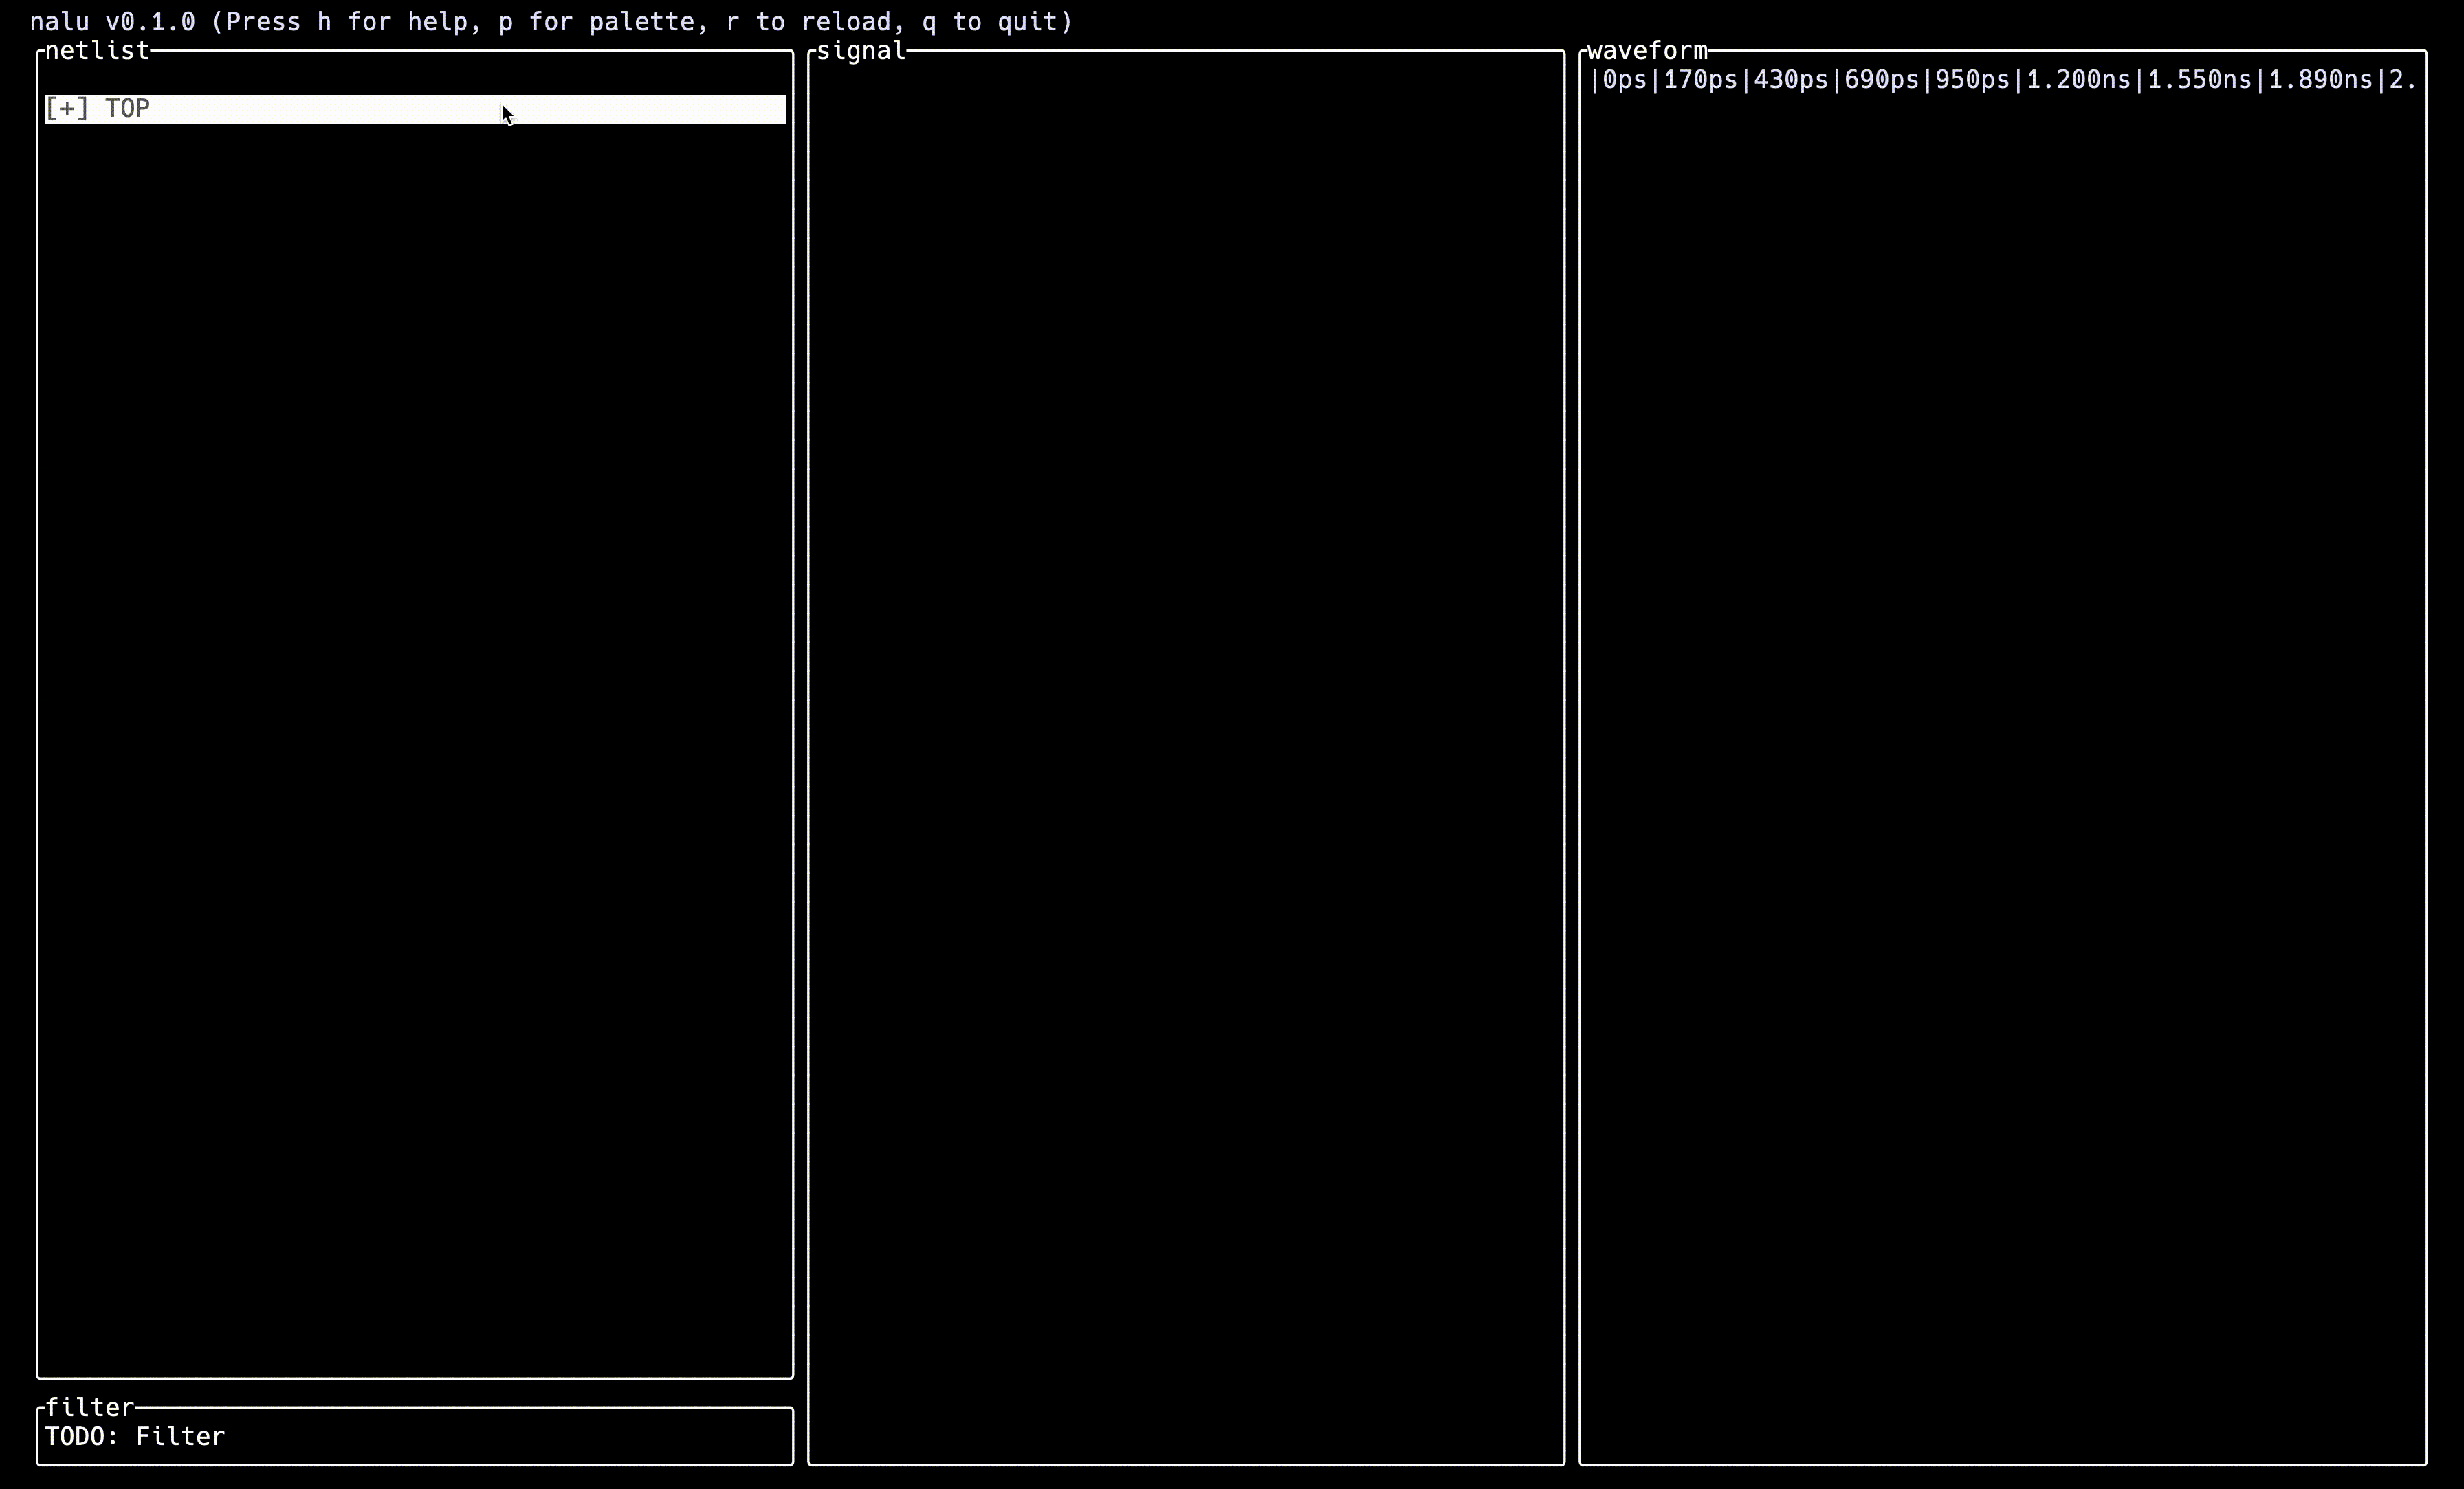 nalu v0.1.0 (Press h for help, p for palette, r to reload, q to quit)
netlist
[+] TOP
filter
TODO: Filter
signal
waveform
|0ps|170ps|430ps|690ps|950ps|1.200ns|1.550ns|1.890ns|2.